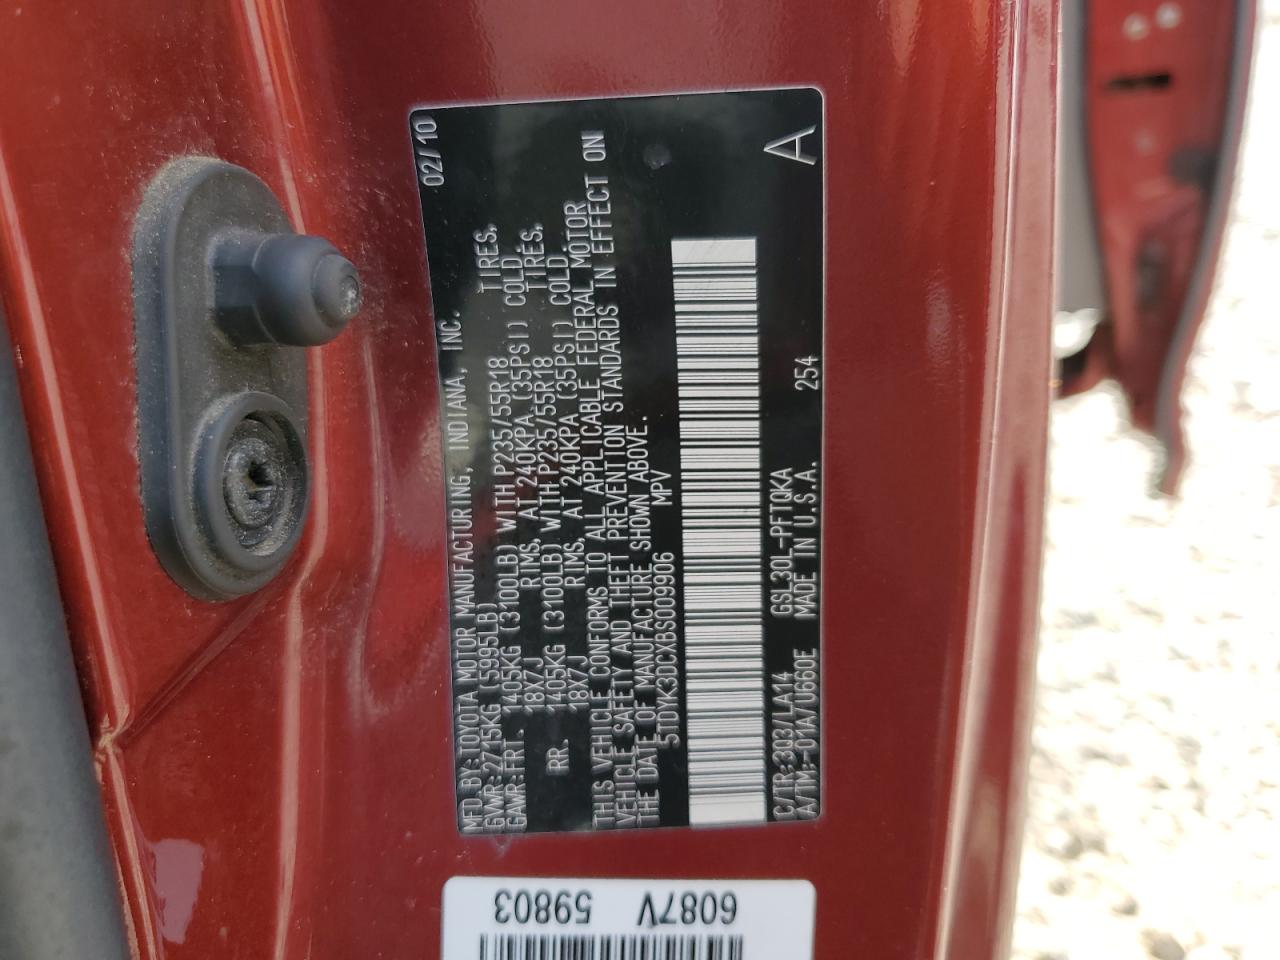 MFD. BY: TOYOTA MOTOR MANUFACTURING, INDIANA, INC. 02/10
GVWR: 2715KG (5995LB)
GAWR: FRT. 1405KG (3100LB) WITH P235/55R18 TIRES,
18X7J RIMS, AT 240KPA (35PSI) COLD.
RR. 1405KG (3100LB) WITH P235/55R18 TIRES,
18X7J RIMS, AT 240KPA (35PSI) COLD.
THIS VEHICLE CONFORMS TO ALL APPLICABLE FEDERAL MOTOR
VEHICLE SAFETY AND THEFT PREVENTION STANDARDS IN EFFECT ON
THE DATE OF MANUFACTURE SHOWN ABOVE.
5TDYK3DCXBS009906 MPV
A
C/TR: 3Q3/LA14 GSL30L-PFTQKA
A/TM: -01A/U660E MADE IN U.S.A. 254
59803 6087V